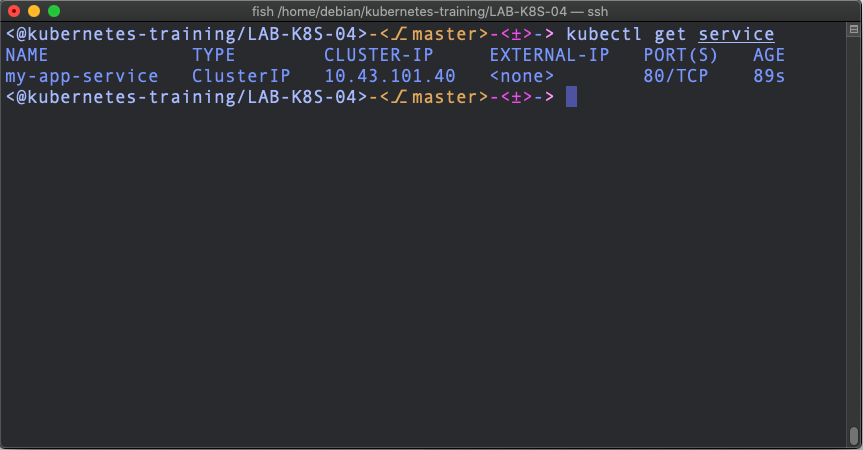 fish /home/debian/kubernetes-training/LAB-K8S-04 — ssh
<@kubernetes-training/LAB-K8S-04>-<⌥master>-<±>-> kubectl get service
NAME TYPE CLUSTER-IP EXTERNAL-IP PORT(S) AGE
my-app-service ClusterIP 10.43.101.40 <none> 80/TCP 89s
<@kubernetes-training/LAB-K8S-04>-<⌥master>-<±>->